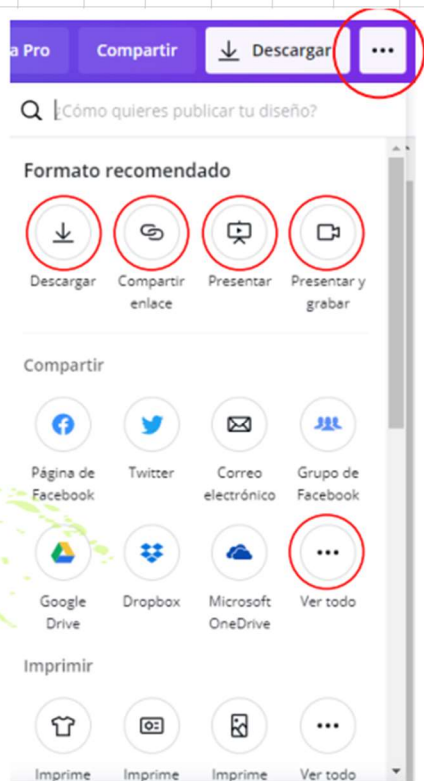 a Pro Compartir Descargar ...
¿Cómo quieres publicar tu diseño?
Formato recomendado
Descargar Compartir Presentar Presentar y
enlace grabar
Compartir
Página de Twitter Correo Grupo de
Facebook electrónico Facebook
Google Dropbox Microsoft Ver todo
Drive OneDrive
Imprimir
Imprime Imprime Imprime Ver todo